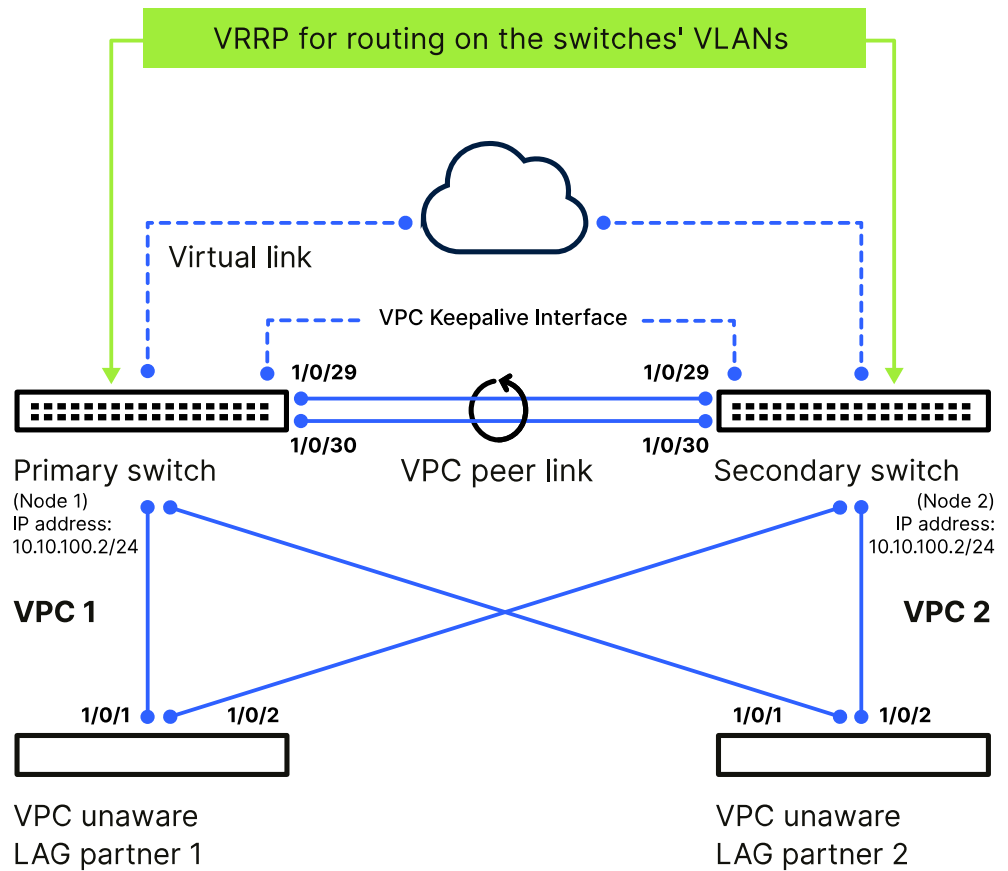 VRRP for routing on the switches' VLANs
Virtual link
VPC Keepalive Interface
1/0/29
1/0/29
1/0/30
1/0/30
VPC peer link
Primary switch
(Node 1)
IP address:
10.10.100.2/24
Secondary switch
(Node 2)
IP address:
10.10.100.2/24
VPC 1
VPC 2
1/0/1
1/0/2
1/0/1
1/0/2
VPC unaware
LAG partner 1
VPC unaware
LAG partner 2